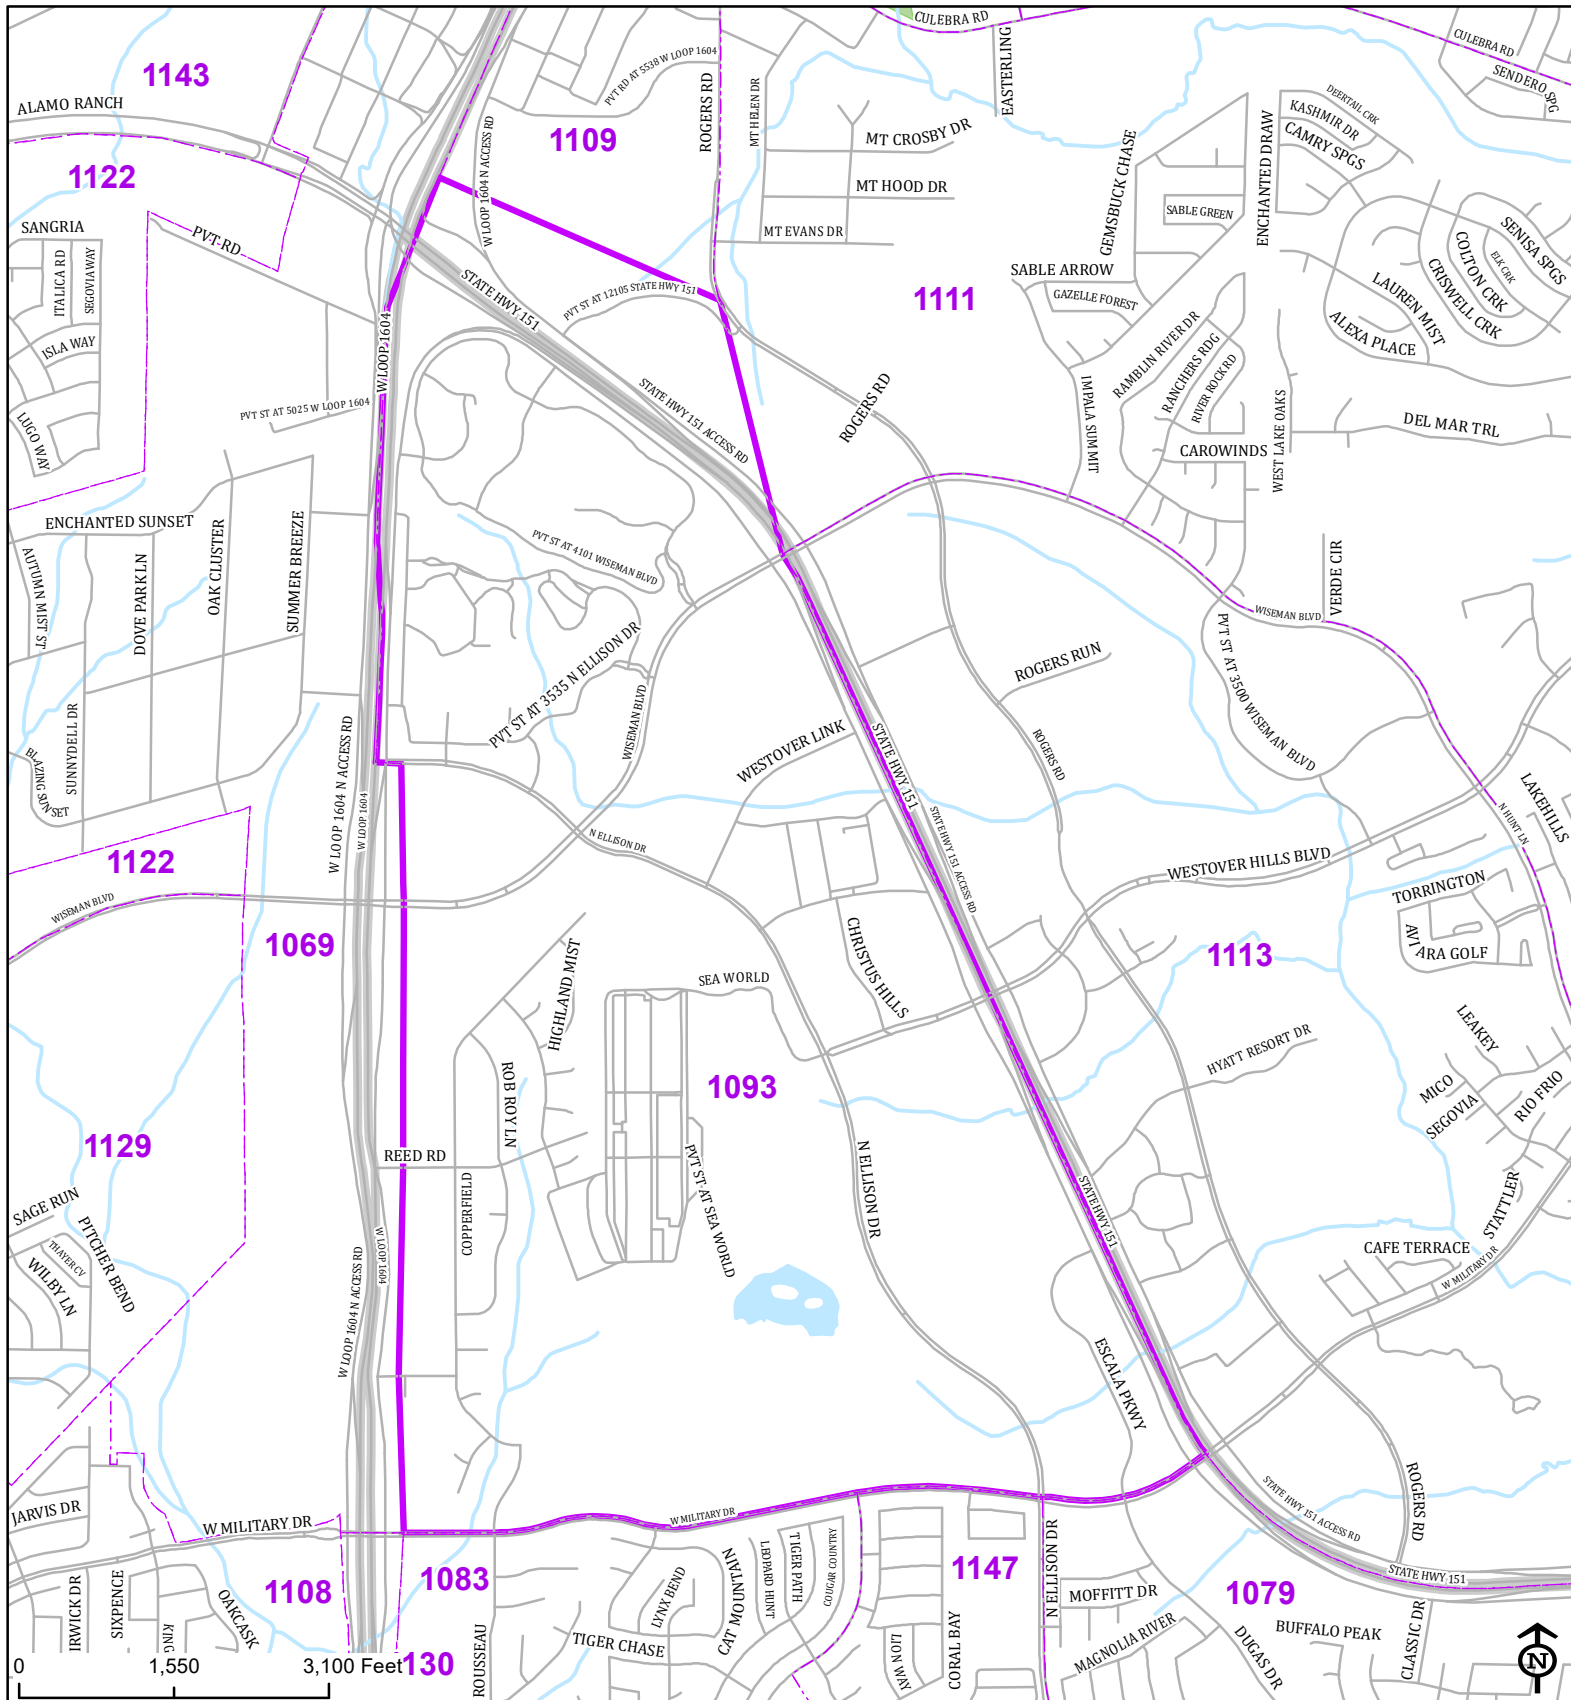 CULEBRA RD
CULEBRA RD
1143
PVT RD AT 5538 W LOOP 1604
ROGERS RD
MT HELEN DR
EASTERLING
SENDERO SPG
ALAMO RANCH
1109
MT CROSBY DR
DEERTAIL CRK
KASHMIR DR
CAMRY SPGS
1122
W LOOP 1604 N ACCESS RD
MT HOOD DR
GEMSBUCK CHASE
SABLE GREEN
ENCHANTED DRAW
SANGRIA
PVT RD
MT EVANS DR
SENISA SPGS
COLTON CRK
ELK CRK
CRISWELL CRK
ITALICA RD
SEGOVIA WAY
STATE HWY 151
PVT ST AT 12105 STATE HWY 151
1111
SABLE ARROW
GAZELLE FOREST
LAUREN MIST
ALEXA PLACE
ISLA WAY
W LOOP 1604
RAMBLIN RIVER DR
RANCHERS RDG
RIVER ROCK RD
LUGO WAY
PVT ST AT 5025 W LOOP 1604
STATE HWY 151 ACCESS RD
ROGERS RD
IMPALA SUMMIT
CAROWINDS
WEST LAKE OAKS
DEL MAR TRL
ENCHANTED SUNSET
AUTUMN MIST ST
DOVE PARK LN
OAK CLUSTER
SUMMER BREEZE
PVT ST AT 4101 WISEMAN BLVD
WISEMAN BLVD
VERDE CIR
PVT ST AT 3535 N ELLISON DR
WISEMAN BLVD
ROGERS RUN
PVT ST AT 3500 WISEMAN BLVD
BLAZING SUNSET
SUNNYDELL DR
W LOOP 1604 N ACCESS RD
W LOOP 1604
WESTOVER LINK
STATE HWY 151
ROGERS RD
STATE HWY 151 ACCESS RD
N ELLISON DR
N HUNT LN
LAKEHILLS
1122
WESTOVER HILLS BLVD
TORRINGTON
WISEMAN BLVD
1069
HIGHLAND MIST
SEA WORLD
CHRISTUS HILLS
1113
AVIARA GOLF
LEAKEY
HYATT RESORT DR
1093
ROB ROY LN
MICO
SEGOVIA
RIO FRIO
1129
REED RD
COPPERFIELD
PVT ST AT SEA WORLD
N ELLISON DR
STATE HWY 151
STATTLER
SAGE RUN
THAYER CV
PITCHER BEND
WILBY LN
W LOOP 1604 N ACCESS RD
W LOOP 1604
CAFE TERRACE
W MILITARY DR
ESCALA PKWY
JARVIS DR
W MILITARY DR
W MILITARY DR
STATE HWY 151 ACCESS RD
ROGERS RD
IRWICK DR
SIXPENCE
KING
OAKCASK
1108
1083
LYNX BEND
CAT MOUNTAIN
LEOPARD HUNT
TIGER PATH
COUGAR COUNTRY
1147
N ELLISON DR
MOFFITT DR
1079
STATE HWY 151
TIGER CHASE
ROUSSEAU
LION WAY
CORAL BAY
MAGNOLIA RIVER
DUGAS DR
BUFFALO PEAK
CLASSIC DR
130
0 1,550 3,100 Feet
N